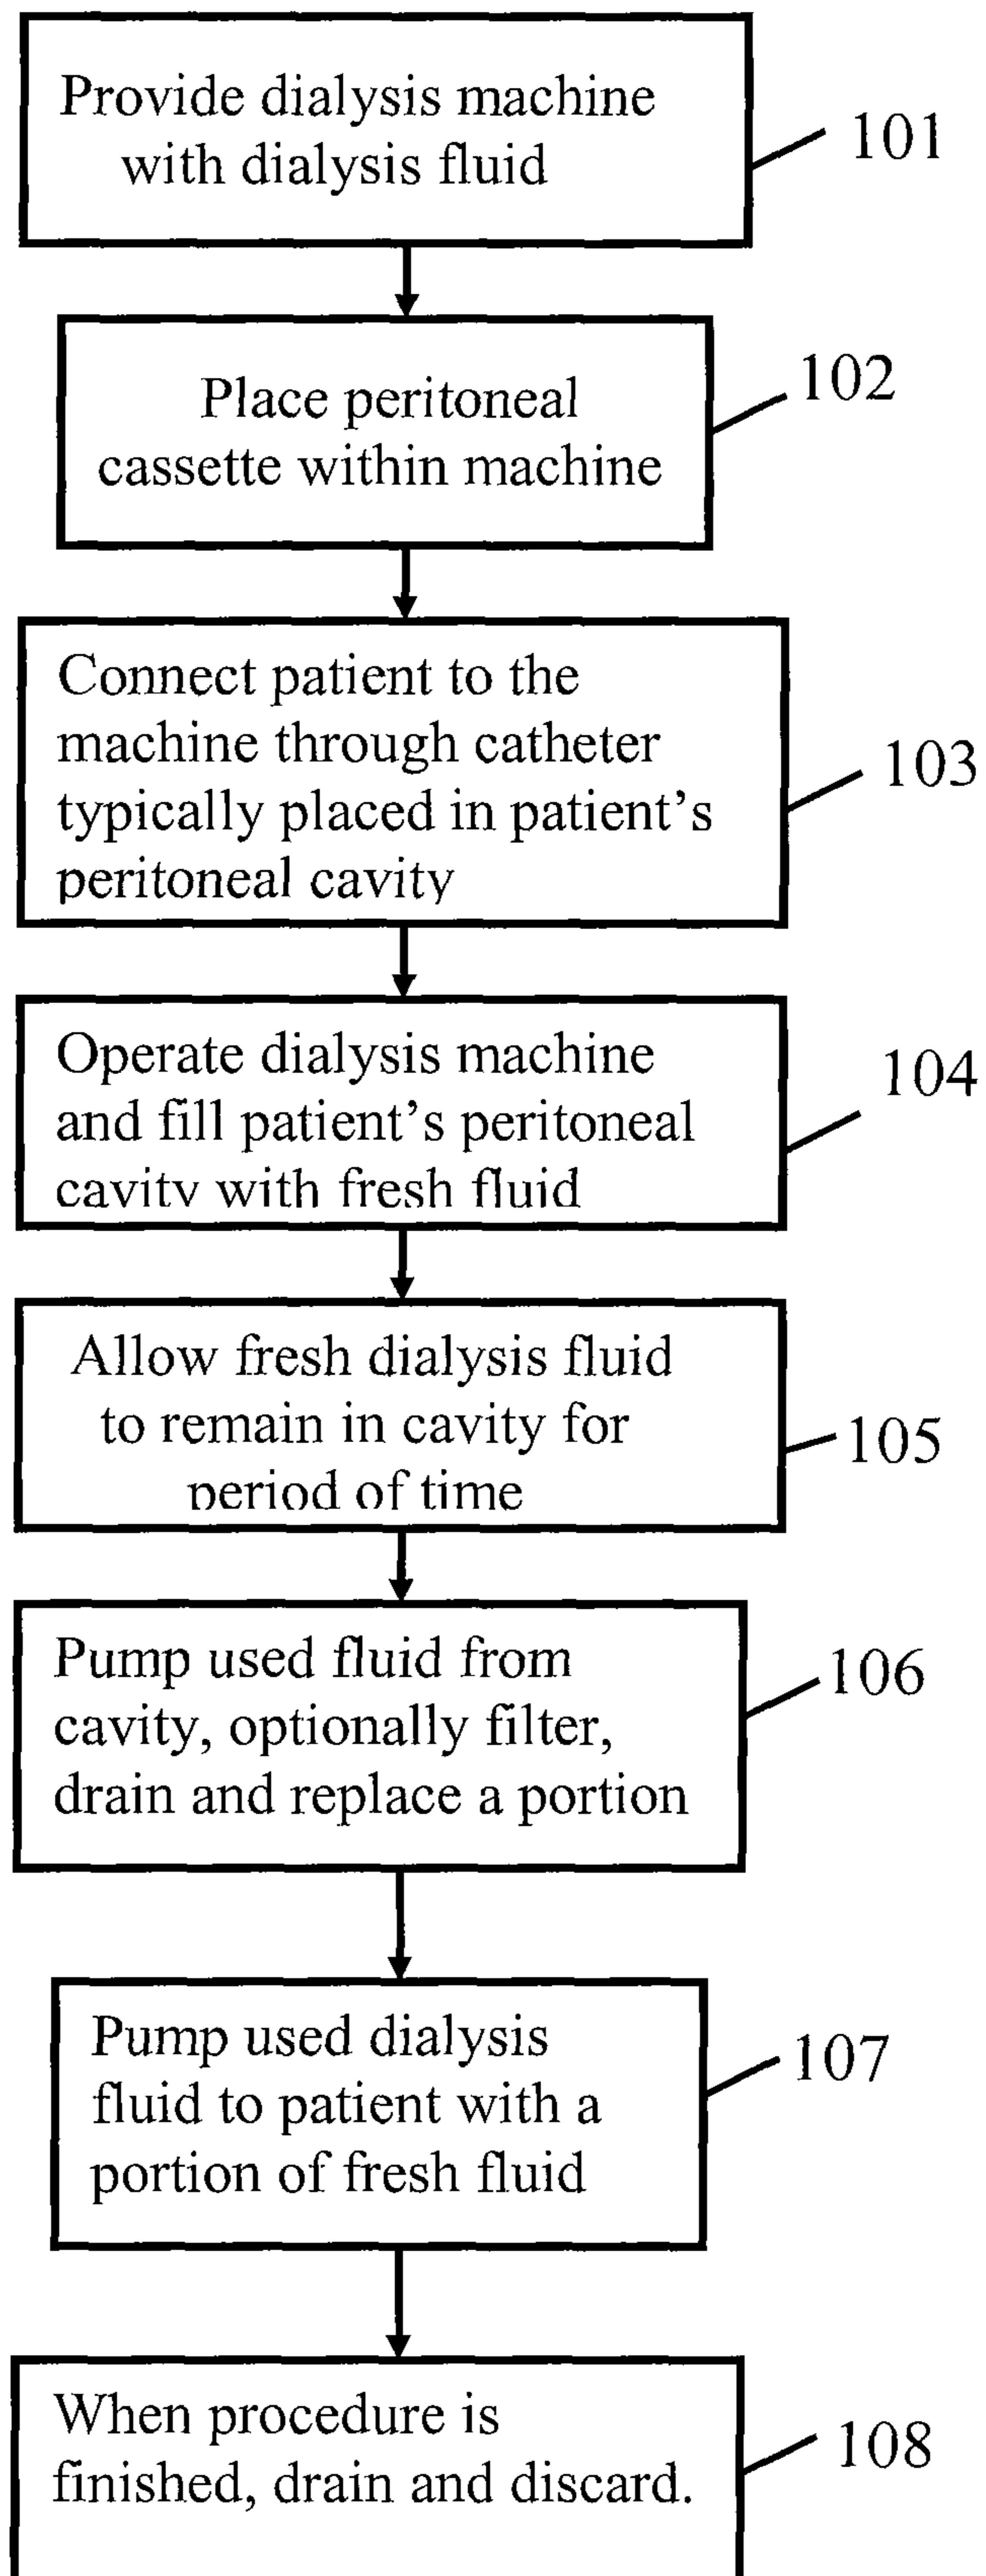 Provide dialysis machine
with dialysis fluid
101
Place peritoneal
cassette within machine
102
Connect patient to the
machine through catheter
typically placed in patient's
peritoneal cavity
103
Operate dialysis machine
and fill patient's peritoneal
cavity with fresh fluid
104
Allow fresh dialysis fluid
to remain in cavity for
period of time
105
Pump used fluid from
cavity, optionally filter,
drain and replace a portion
106
Pump used dialysis
fluid to patient with a
portion of fresh fluid
107
When procedure is
finished, drain and discard.
108